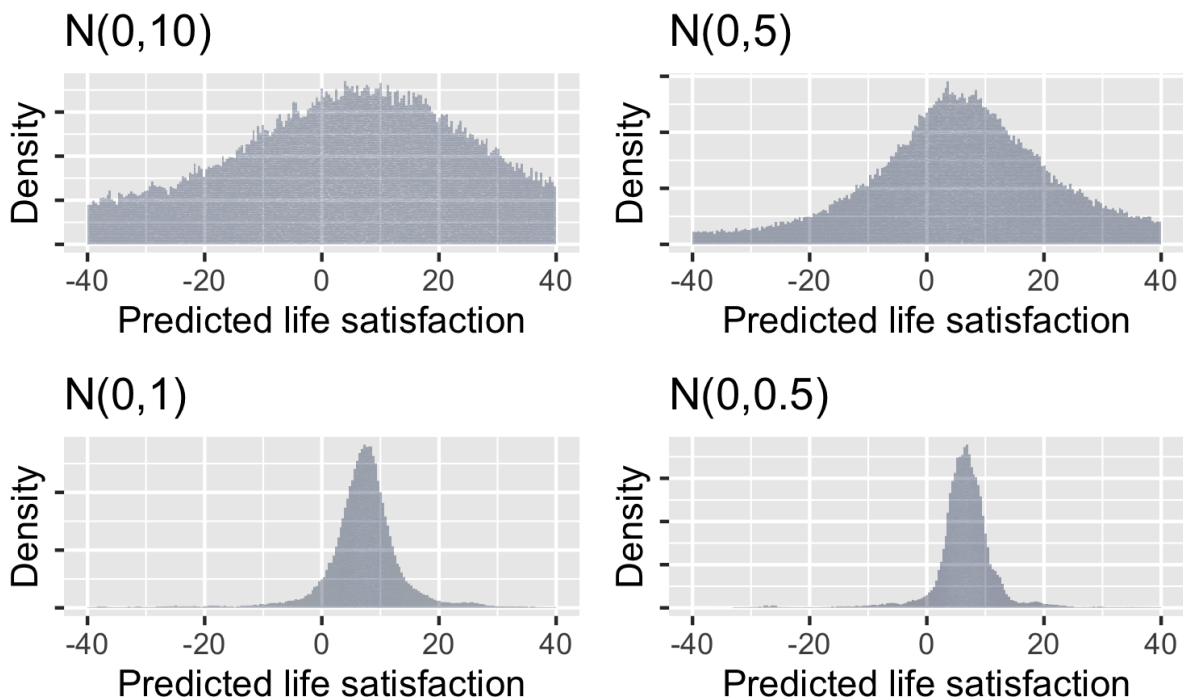 N(0,10)
Density
-40 -20 0 20 40
Predicted life satisfaction
N(0,5)
Density
-40 -20 0 20 40
Predicted life satisfaction
N(0,1)
Density
-40 -20 0 20 40
Predicted life satisfaction
N(0,0.5)
Density
-40 -20 0 20 40
Predicted life satisfaction